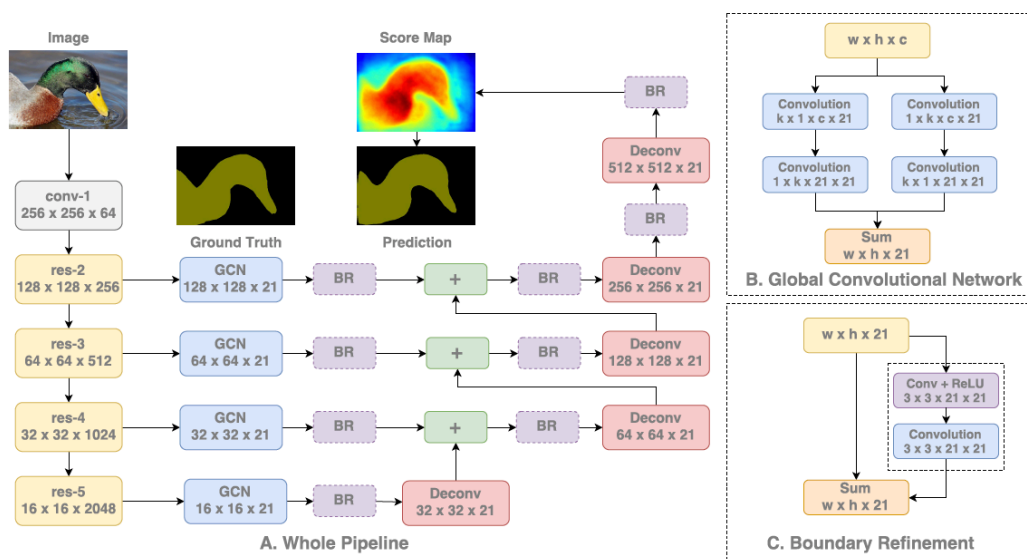 Image
Score Map
conv-1
256 x 256 x 64
Ground Truth
Prediction
BR
Deconv
512 x 512 x 21
BR
res-2
128 x 128 x 256
GCN
128 x 128 x 21
BR
+
BR
Deconv
256 x 256 x 21
res-3
64 x 64 x 512
GCN
64 x 64 x 21
BR
+
BR
Deconv
128 x 128 x 21
res-4
32 x 32 x 1024
GCN
32 x 32 x 21
BR
+
BR
Deconv
64 x 64 x 21
res-5
16 x 16 x 2048
GCN
16 x 16 x 21
BR
Deconv
32 x 32 x 21
A. Whole Pipeline
w x h x c
Convolution
k x 1 x c x 21
Convolution
1 x k x c x 21
Convolution
1 x k x 21 x 21
Convolution
k x 1 x 21 x 21
Sum
w x h x 21
B. Global Convolutional Network
w x h x 21
Conv + ReLU
3 x 3 x 21 x 21
Convolution
3 x 3 x 21 x 21
Sum
w x h x 21
C. Boundary Refinement